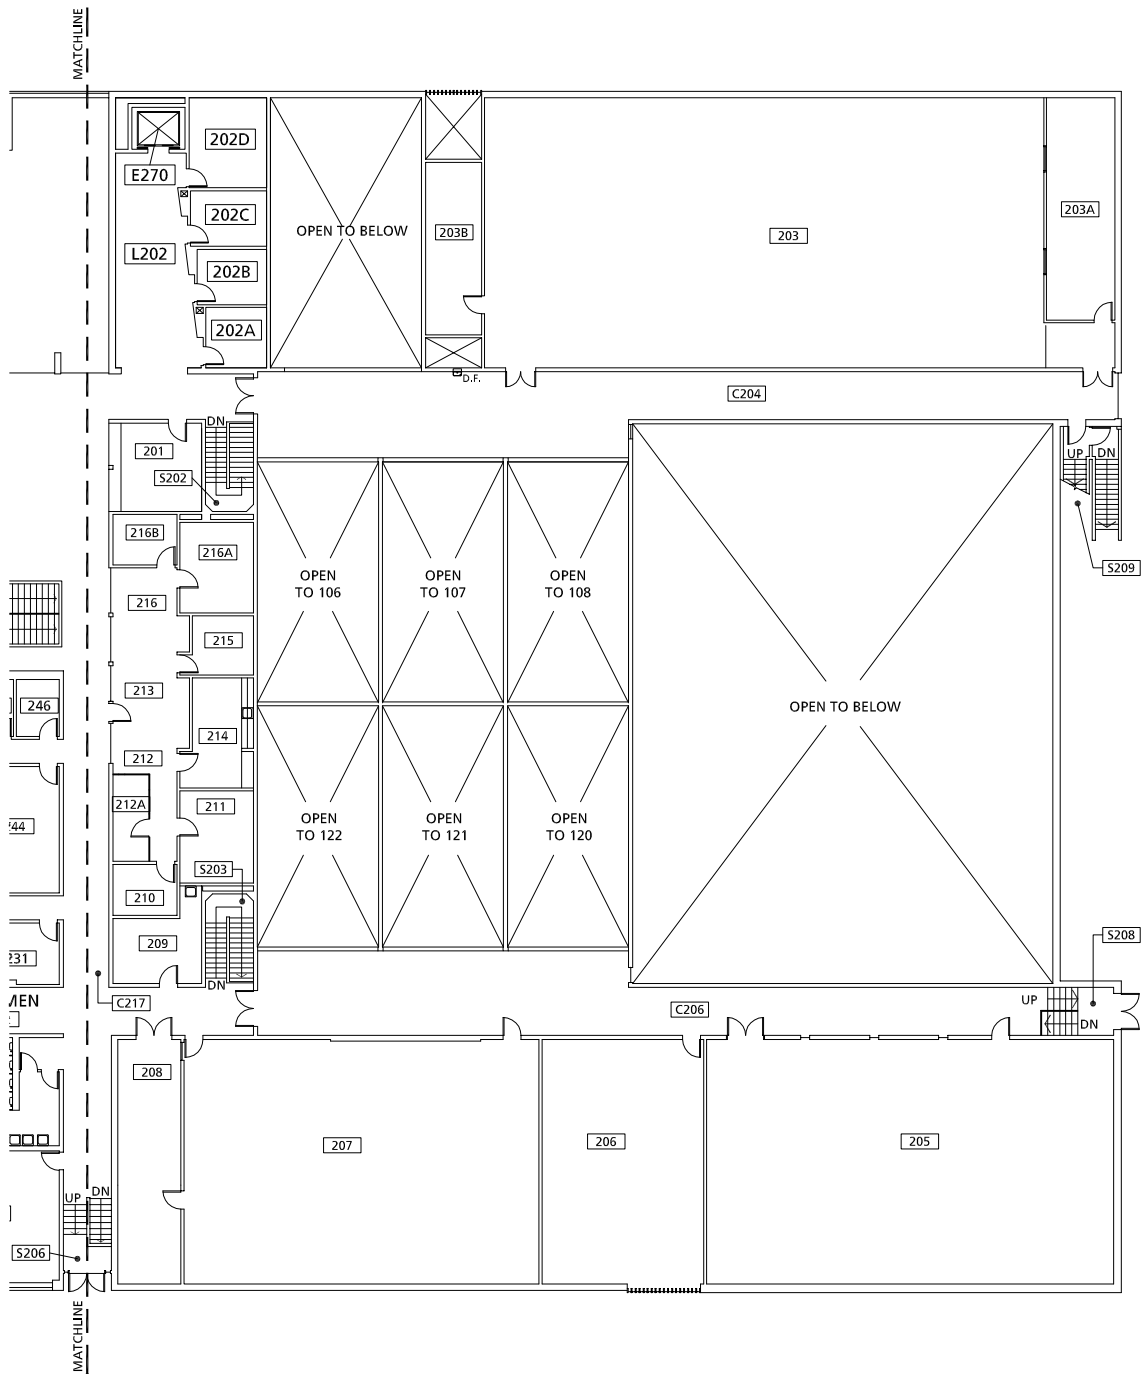 MATCHLINE
202D
E270
202C
L202
202B
202A
OPEN TO BELOW
203B
203
203A
D.F.
C204
DN
201
S202
UP
DN
S209
216B
216A
216
215
213
214
212
212A
211
S203
210
209
DN
C217
OPEN
TO 106
OPEN
TO 107
OPEN
TO 108
OPEN
TO 122
OPEN
TO 121
OPEN
TO 120
OPEN TO BELOW
246
S208
C206
UP
DN
208
207
206
205
UP
DN
S206
MATCHLINE